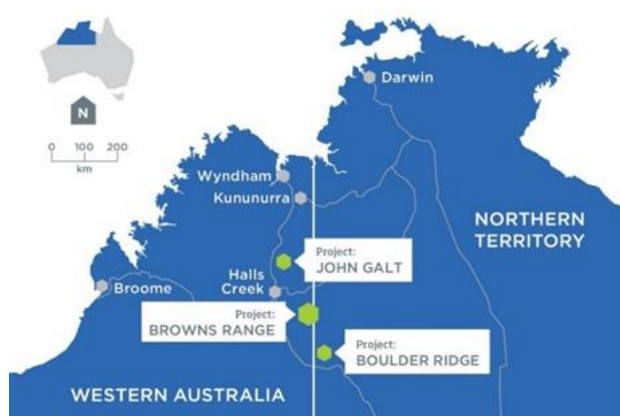 N
0 100 200
km
Darwin
Wyndham
Kununurra
NORTHERN
TERRITORY
Project:
JOHN GALT
Halls
Creek
Broome
Project:
BROWNS RANGE
Project:
BOULDER RIDGE
WESTERN AUSTRALIA